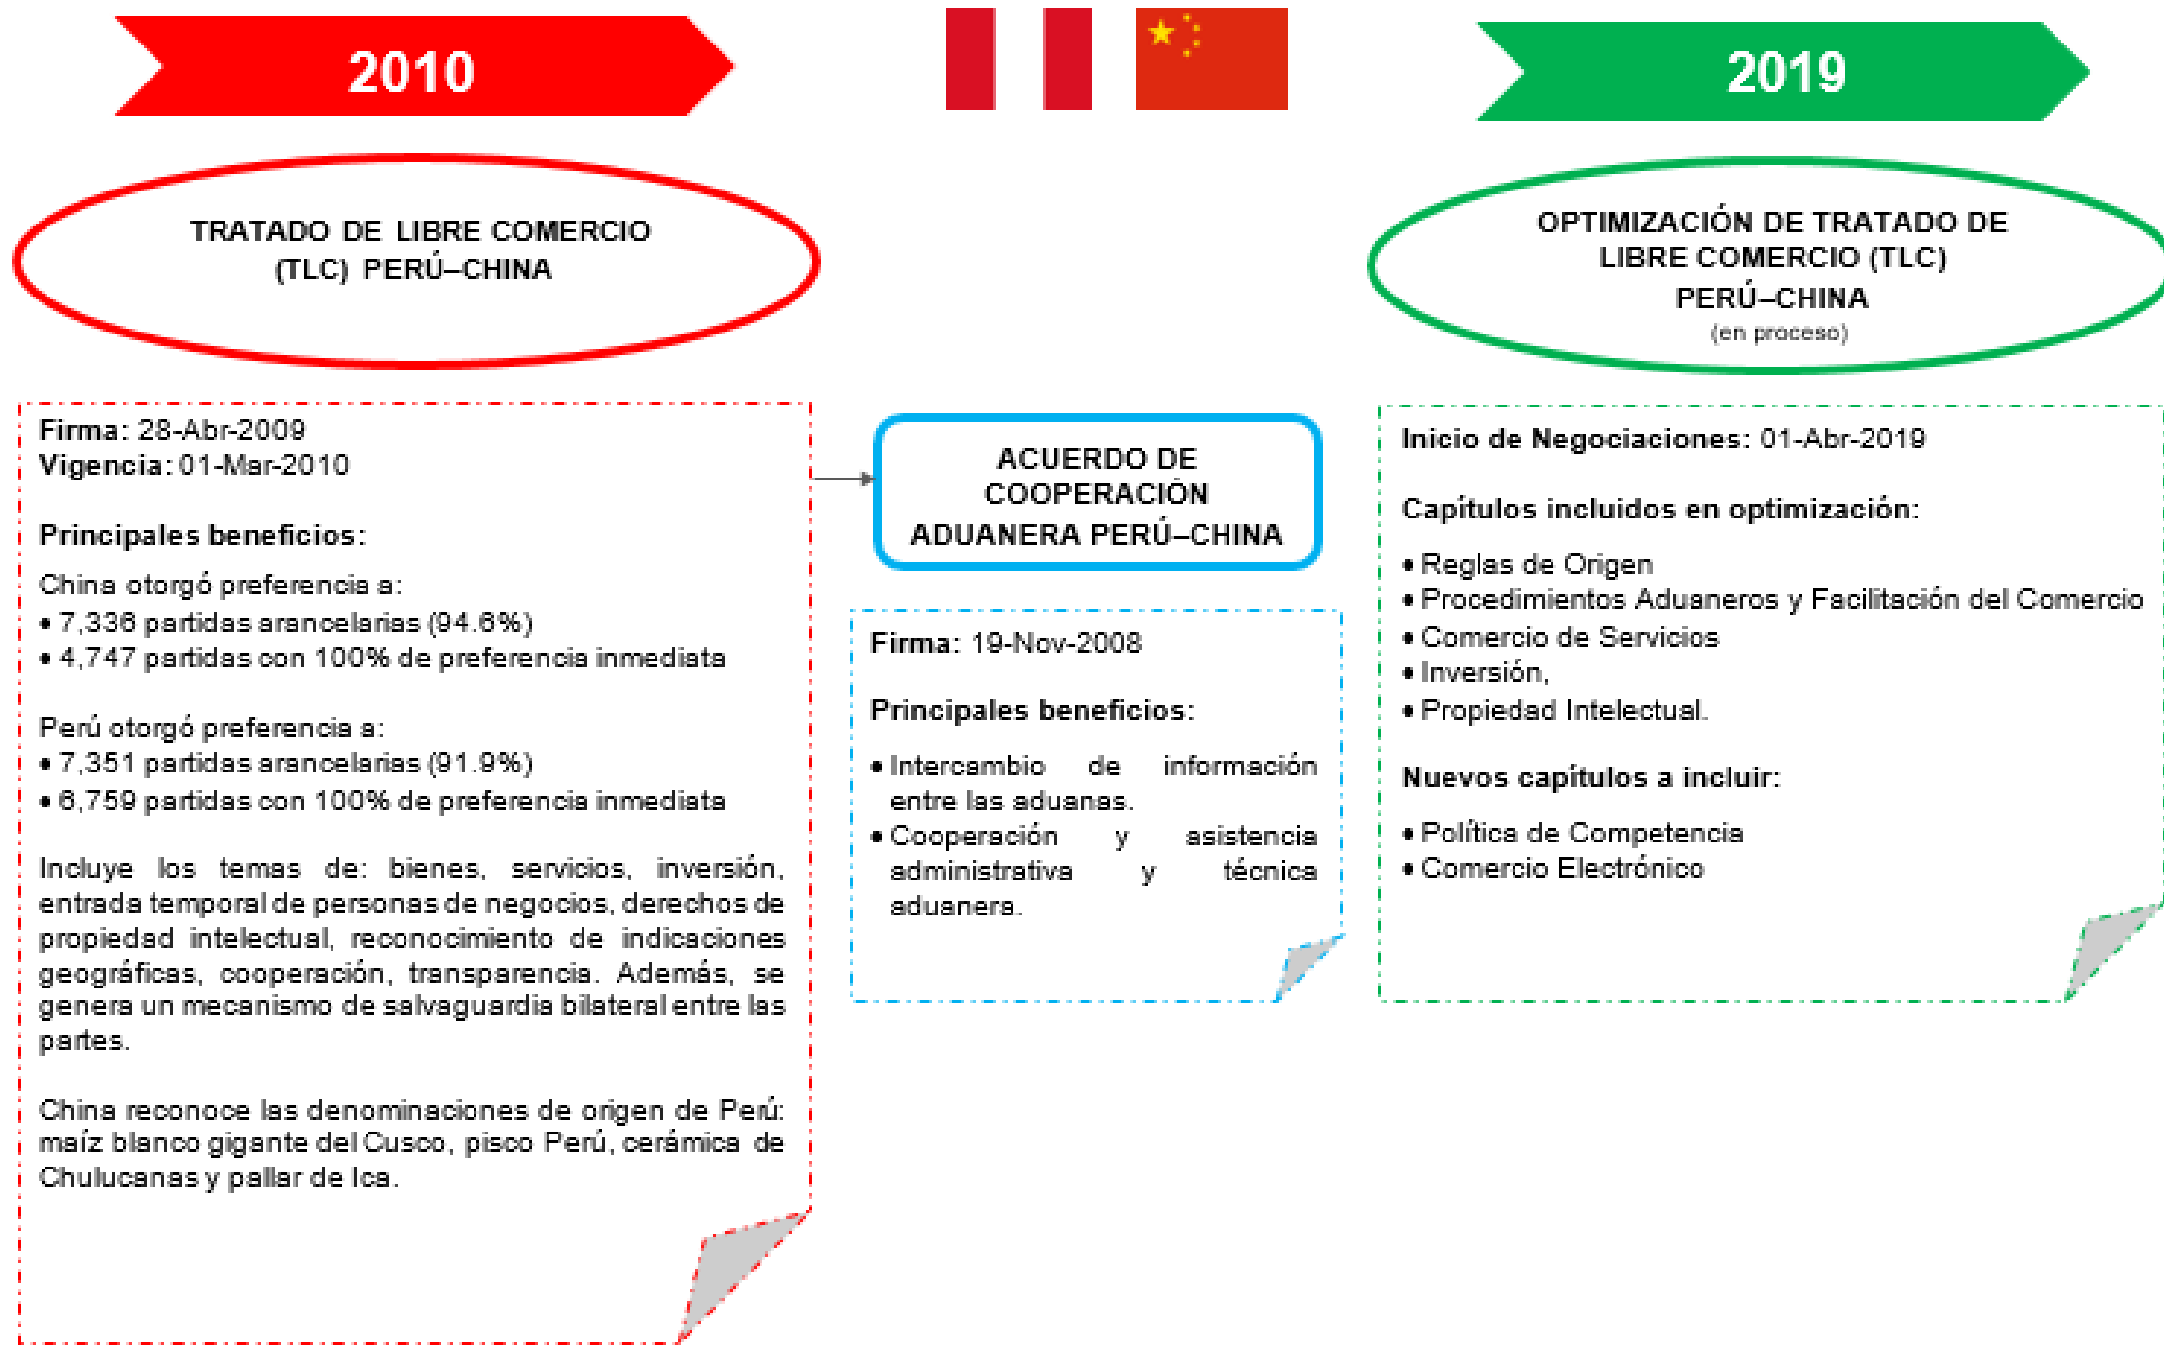 2010
TRATADO DE LIBRE COMERCIO
(TLC) PERÚ–CHINA
Firma: 28-Abr-2009
Vigencia: 01-Mar-2010
Principales beneficios:
China otorgó preferencia a:
• 7,336 partidas arancelarias (94.6%)
• 4,747 partidas con 100% de preferencia inmediata
Perú otorgó preferencia a:
• 7,351 partidas arancelarias (91.9%)
• 6,759 partidas con 100% de preferencia inmediata
Incluye los temas de: bienes, servicios, inversión,
entrada temporal de personas de negocios, derechos de
propiedad intelectual, reconocimiento de indicaciones
geográficas, cooperación, transparencia. Además, se
genera un mecanismo de salvaguardia bilateral entre las
partes.
China reconoce las denominaciones de origen de Perú:
maíz blanco gigante del Cusco, pisco Perú, cerámica de
Chulucanas y pallar de Ica.
ACUERDO DE
COOPERACIÓN
ADUANERA PERÚ–CHINA
Firma: 19-Nov-2008
Principales beneficios:
• Intercambio de información
entre las aduanas.
• Cooperación y asistencia
administrativa y técnica
aduanera.
2019
OPTIMIZACIÓN DE TRATADO DE
LIBRE COMERCIO (TLC)
PERÚ–CHINA
(en proceso)
Inicio de Negociaciones: 01-Abr-2019
Capítulos incluidos en optimización:
• Reglas de Origen
• Procedimientos Aduaneros y Facilitación del Comercio
• Comercio de Servicios
• Inversión,
• Propiedad Intelectual.
Nuevos capítulos a incluir:
• Política de Competencia
• Comercio Electrónico